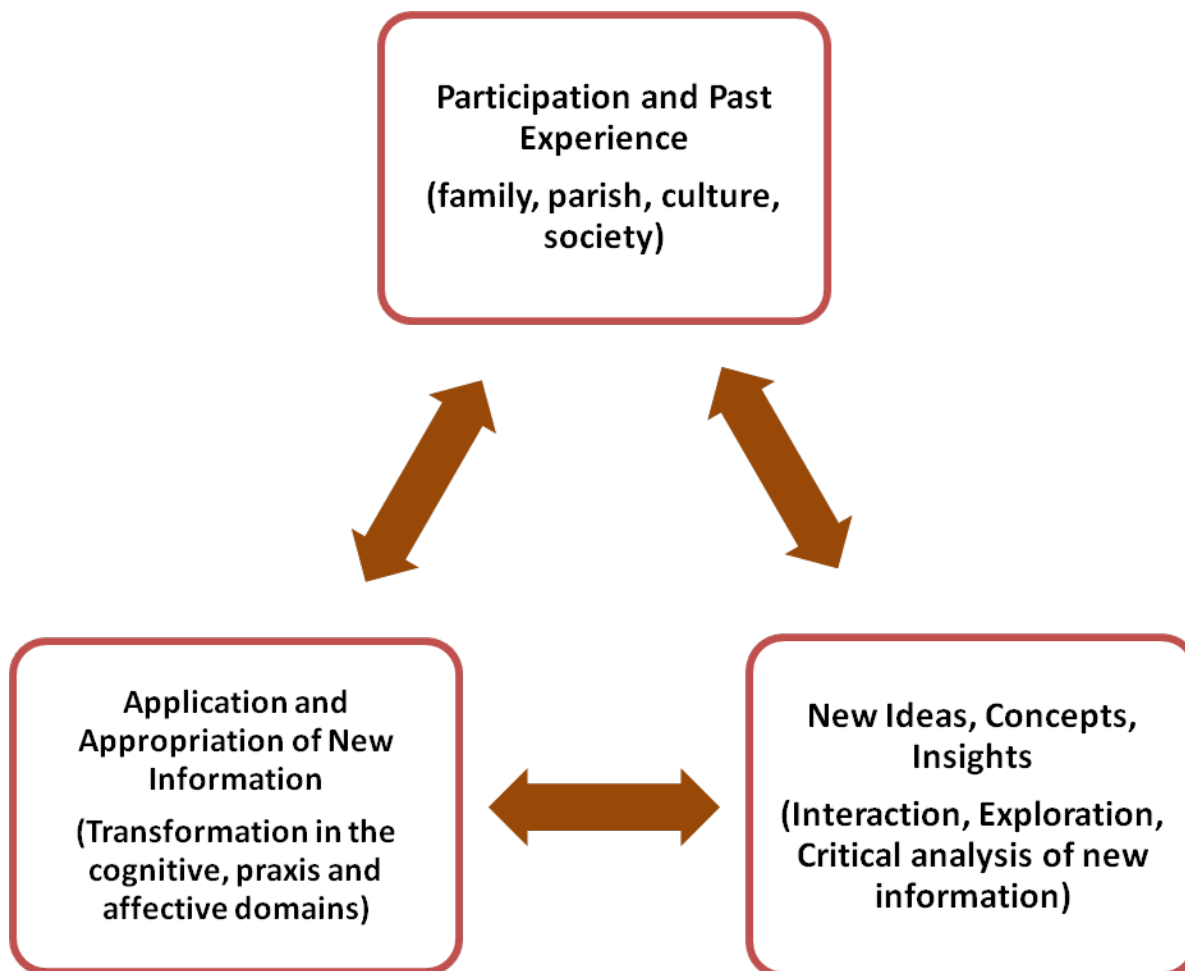 Participation and Past
Experience
(family, parish, culture,
society)
Application and
Appropriation of New
Information
(Transformation in the
cognitive, praxis and
affective domains)
New Ideas, Concepts,
Insights
(Interaction, Exploration,
Critical analysis of new
information)